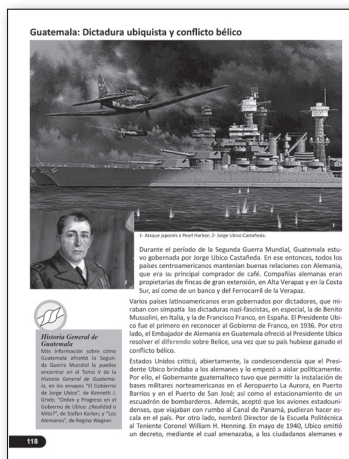 Guatemala: Dictadura ubiquista y conflicto bélico
1
2
1- Ataque japonés a Pearl Harbor; 2- Jorge Ubico Castañeda.
Durante el período de la Segunda Guerra Mundial, Guatemala estu-
vo gobernada por Jorge Ubico Castañeda. En ese entonces, todos los
países centroamericanos mantenían buenas relaciones con Alemania,
que era su principal comprador de café. Compañías alemanas eran
propietarias de fincas de gran extensión, en Alta Verapaz y en la Costa
Sur, así como de un banco y del Ferrocarril de la Verapaz.
Varios países latinoamericanos eran gobernados por dictadores, que mi-
raban con simpatía las dictaduras nazi-fascistas, en especial, la de Benito
Mussolini, en Italia, y la de Francisco Franco, en España. El Presidente Ubi-
co fue el primero en reconocer al Gobierno de Franco, en 1936. Por otro
lado, el Embajador de Alemania en Guatemala ofreció al Presidente Ubico
resolver el diferendo sobre Belice, una vez que su país hubiese ganado el
conflicto bélico.
Estados Unidos criticó, abiertamente, la condescendencia que el Presi-
dente Ubico brindaba a los alemanes y lo empezó a aislar políticamente.
Por ello, el Gobernante guatemalteco tuvo que permitir la instalación de
bases militares norteamericanas en el Aeropuerto La Aurora, en Puerto
Barrios y en el Puerto de San José; así como el estacionamiento de un
escuadrón de bombarderos. Además, aceptó que los aviones estadouni-
denses, que viajaban con rumbo al Canal de Panamá, pudieran hacer es-
cala en el país. Por otro lado, nombró Director de la Escuela Politécnica
al Teniente Coronel William H. Henning. En mayo de 1940, Ubico emitió
un decreto, mediante el cual amenazaba, a los ciudadanos alemanes e
Historia General de
Guatemala
Más información sobre cómo
Guatemala afrontó la Segun-
da Guerra Mundial la puedes
encontrar en el Tomo V de la
Historia General de Guatema-
la, en los ensayos "El Gobierno
de Jorge Ubico", de Kenneth J.
Grieb; "Orden y Progreso en el
Gobierno de Ubico: ¿Realidad o
Mito?", de Stefan Karlen; y "Los
Alemanes", de Regina Wagner.
118